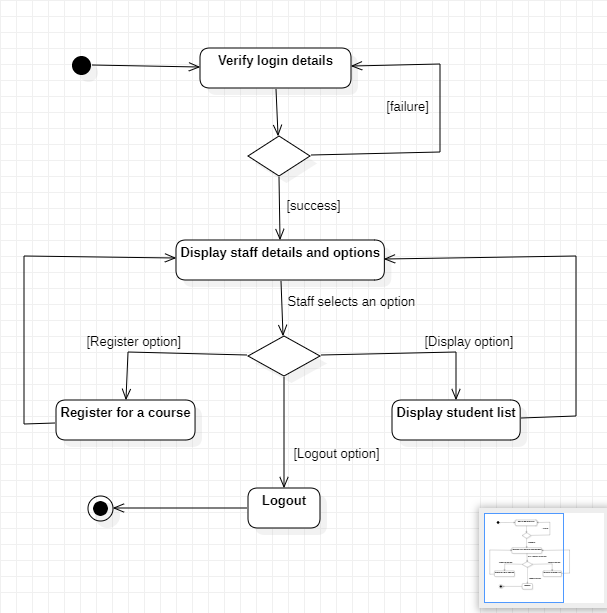 Verify login details
[failure]
[success]
Display staff details and options
Staff selects an option
[Register option]
[Display option]
Register for a course
Display student list
[Logout option]
Logout